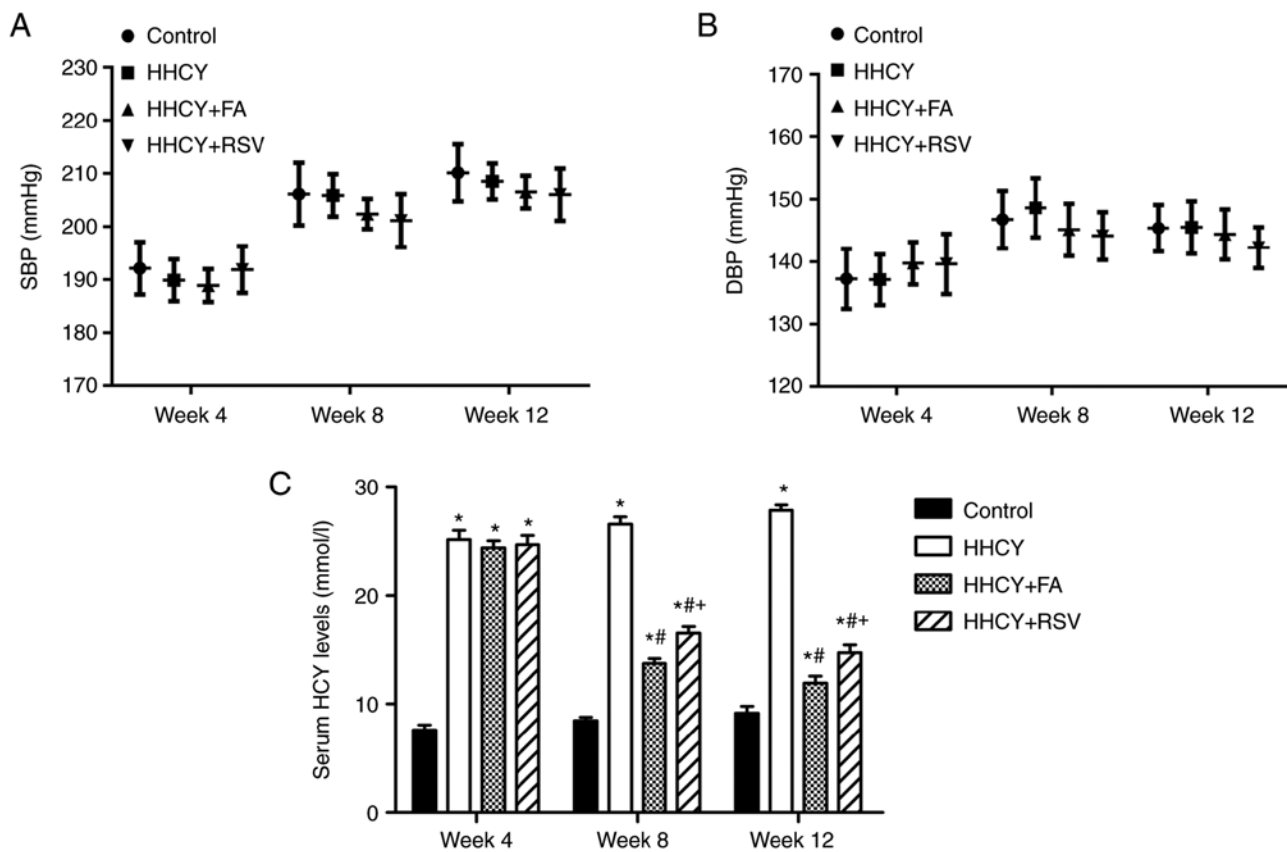 A
Control
HHCY
HHCY+FA
HHCY+RSV
230
220
210
200
190
180
170
SBP (mmHg)
Week 4 Week 8 Week 12
B
Control
HHCY
HHCY+FA
HHCY+RSV
170
160
150
140
130
120
DBP (mmHg)
Week 4 Week 8 Week 12
C
30
20
10
0
Serum HCY levels (mmol/l)
* * * * *
*# *#+ *# *#+
Week 4 Week 8 Week 12
Control
HHCY
HHCY+FA
HHCY+RSV